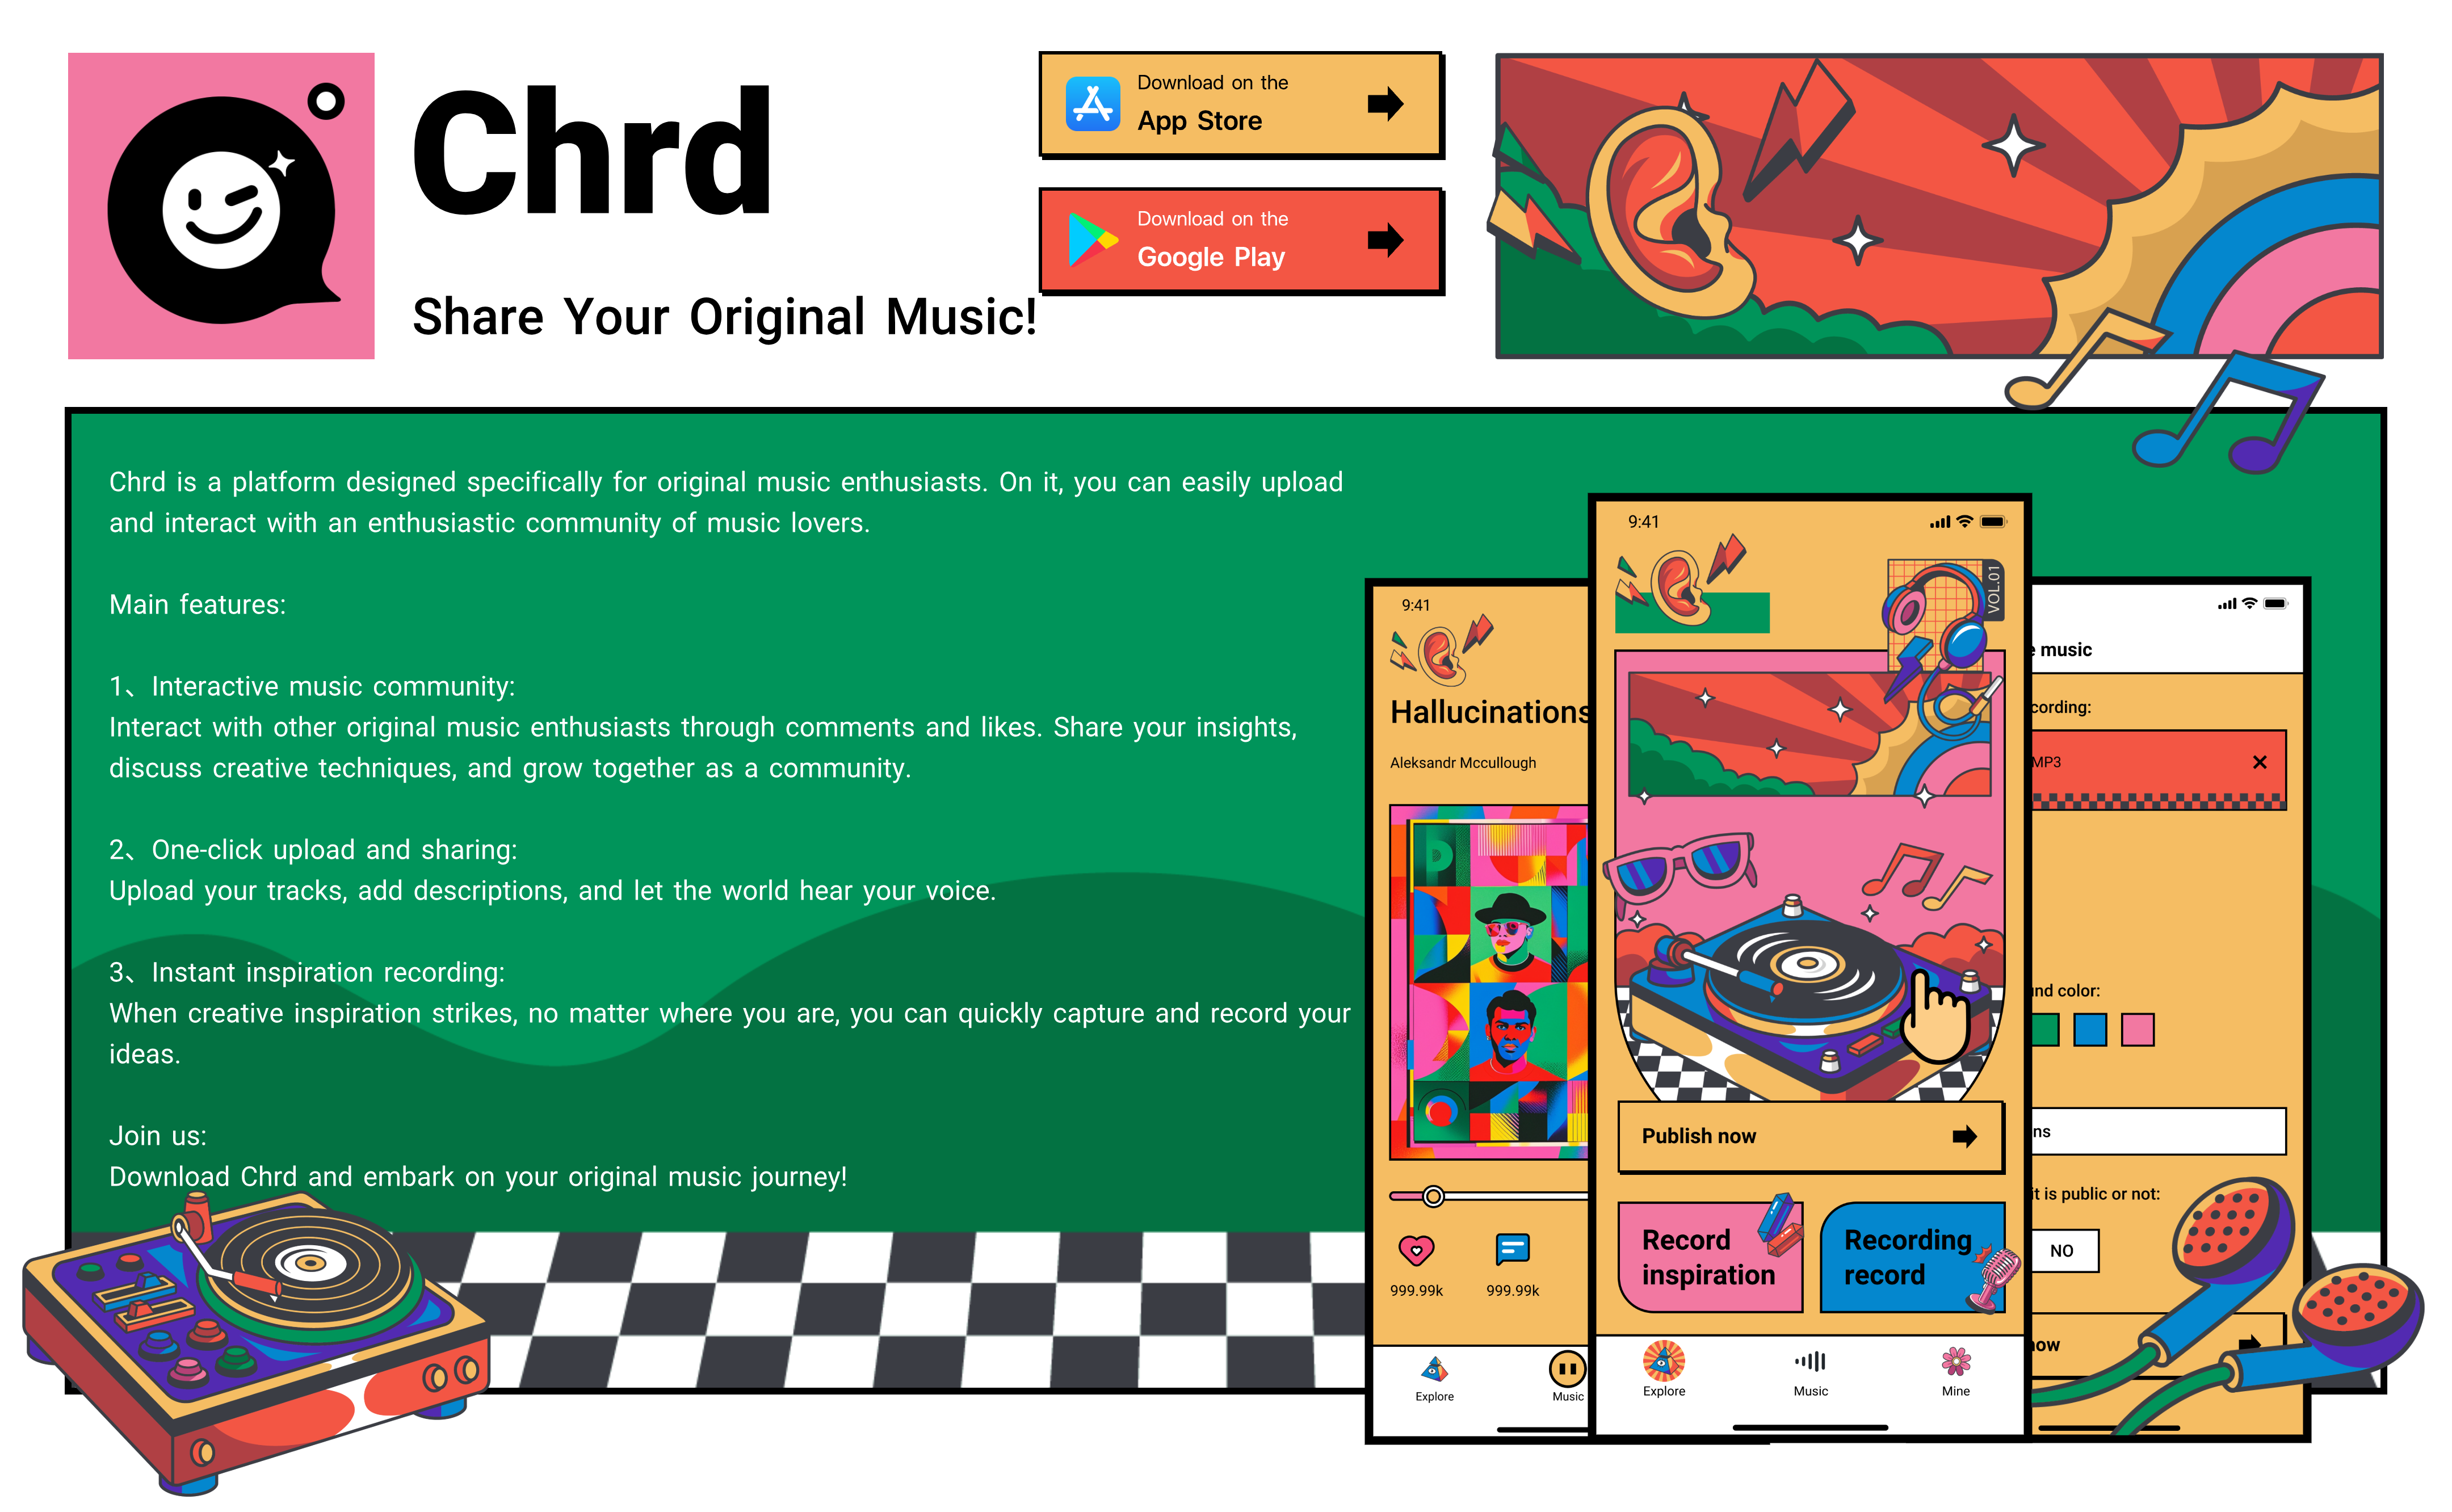 Chrd
Share Your Original Music!
Download on the
App Store
Download on the
Google Play
Chrd is a platform designed specifically for original music enthusiasts. On it, you can easily upload
and interact with an enthusiastic community of music lovers.
Main features:
1、Interactive music community:
Interact with other original music enthusiasts through comments and likes. Share your insights,
discuss creative techniques, and grow together as a community.
2、One-click upload and sharing:
Upload your tracks, add descriptions, and let the world hear your voice.
3、Instant inspiration recording:
When creative inspiration strikes, no matter where you are, you can quickly capture and record your
ideas.
Join us:
Download Chrd and embark on your original music journey!
9:41
Hallucinations
Aleksandr Mccullough
999.99k
999.99k
Explore
Music
9:41
VOL.01
Publish now
Record
inspiration
Recording
record
Explore
Music
Mine
music
cording:
MP3
nd color:
ns
it is public or not:
NO
ow